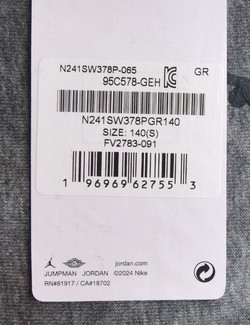 N241SW378P-065 GR
95C578-GEH
N241SW378PGR140
SIZE: 140(S)
FV2783-091
1 96969 62755 3
jordan.com
JUMPMAN JORDAN ©2024 Nike
RN#81917 / CA#18702